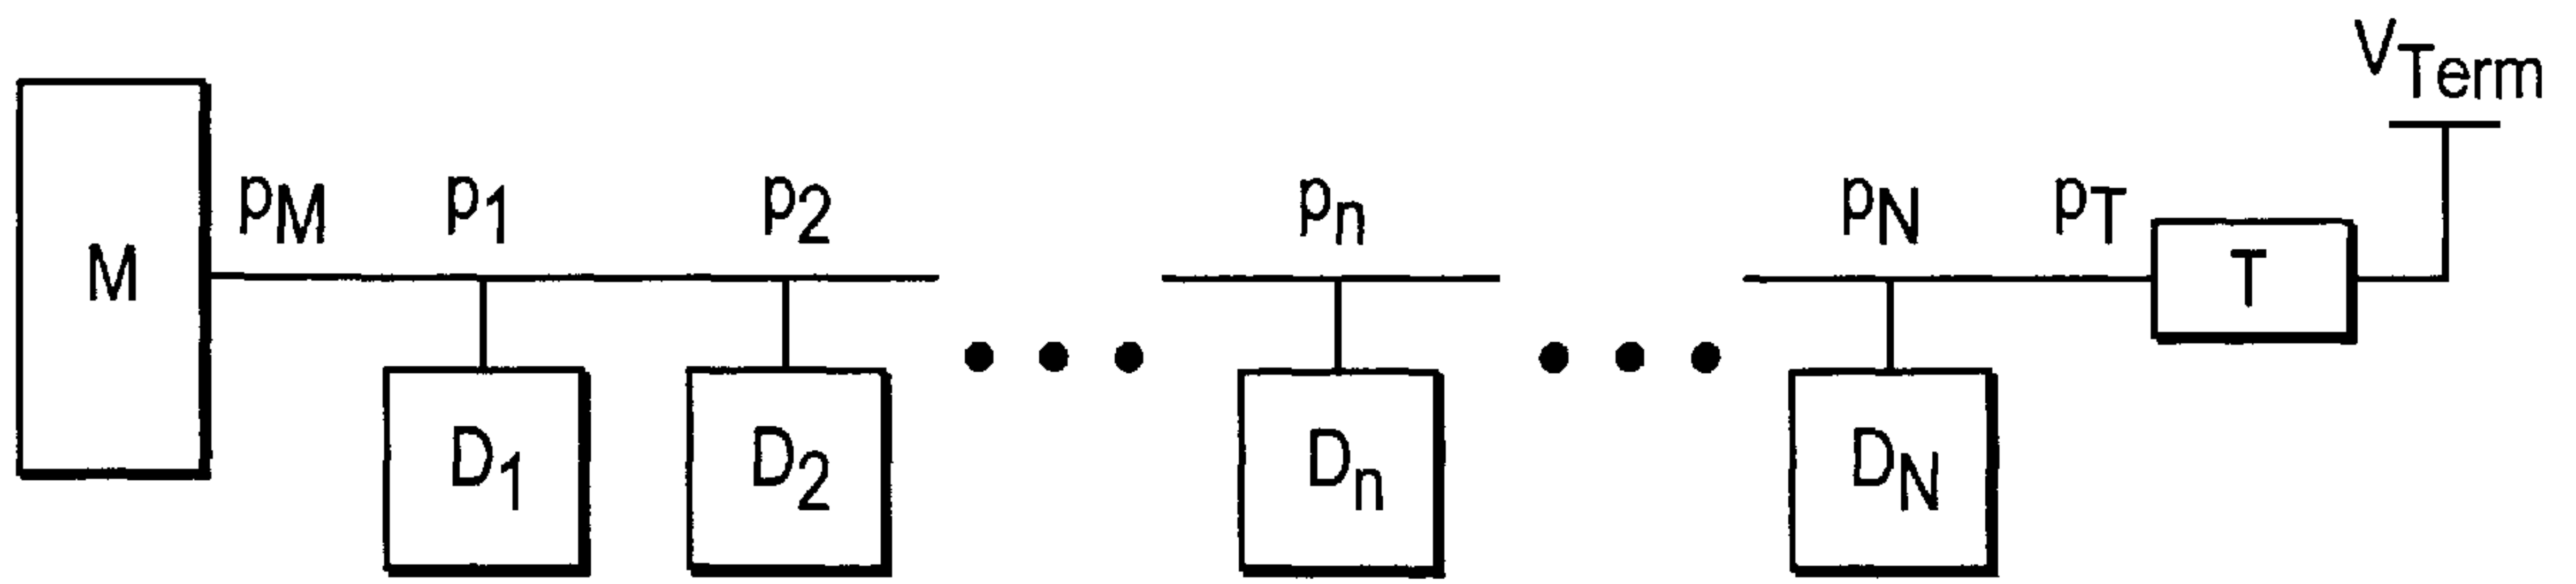 V_Term
p_M p_1 p_2 p_n p_N p_T
M T
D_1 D_2 D_n D_N